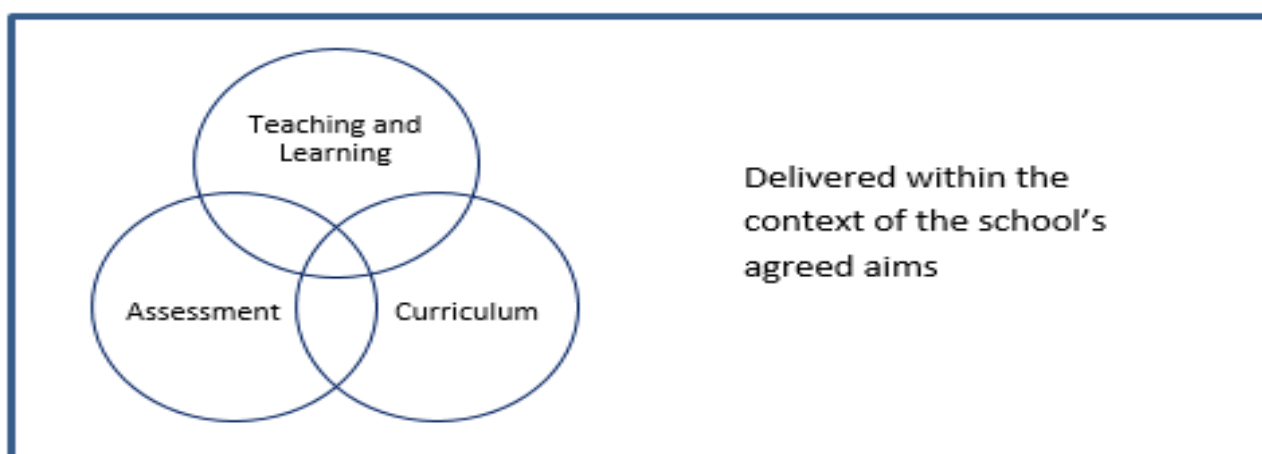 Teaching and
Learning
Assessment
Curriculum
Delivered within the
context of the school’s
agreed aims